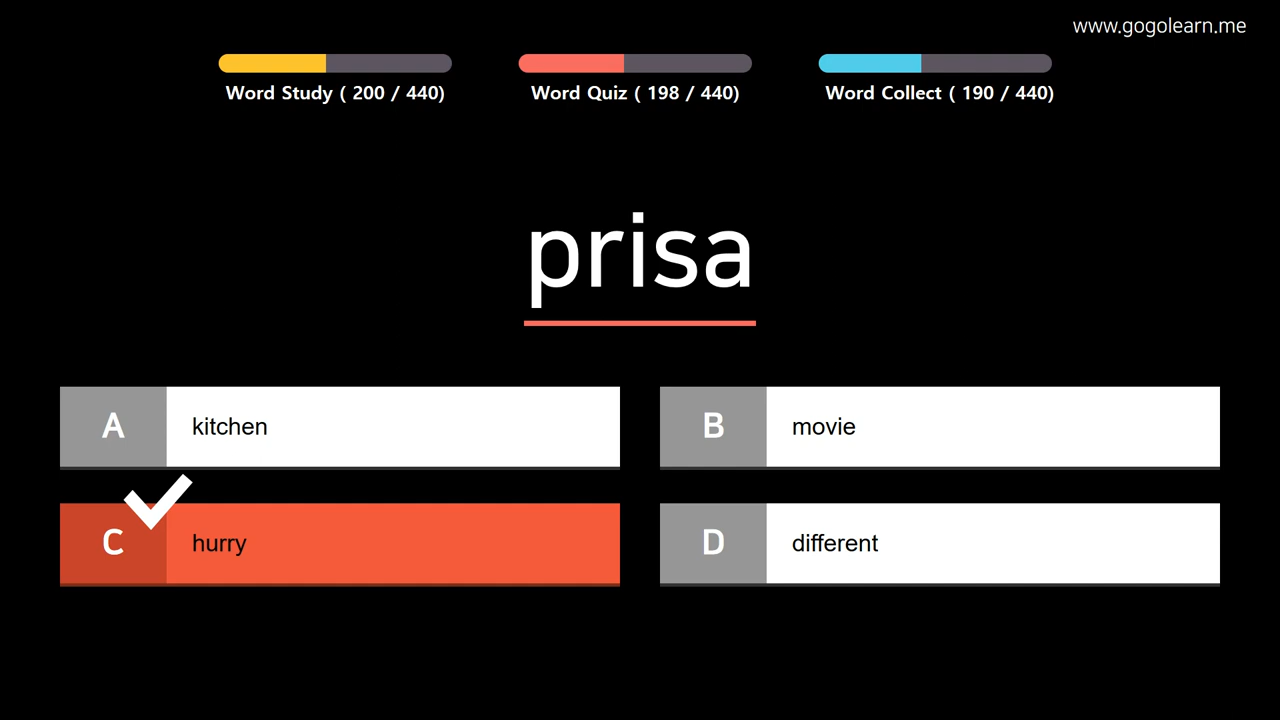 www.gogolearn.me
Word Study ( 200 / 440)
Word Quiz ( 198 / 440)
Word Collect ( 190 / 440)
prisa
A kitchen
B movie
C hurry
D different